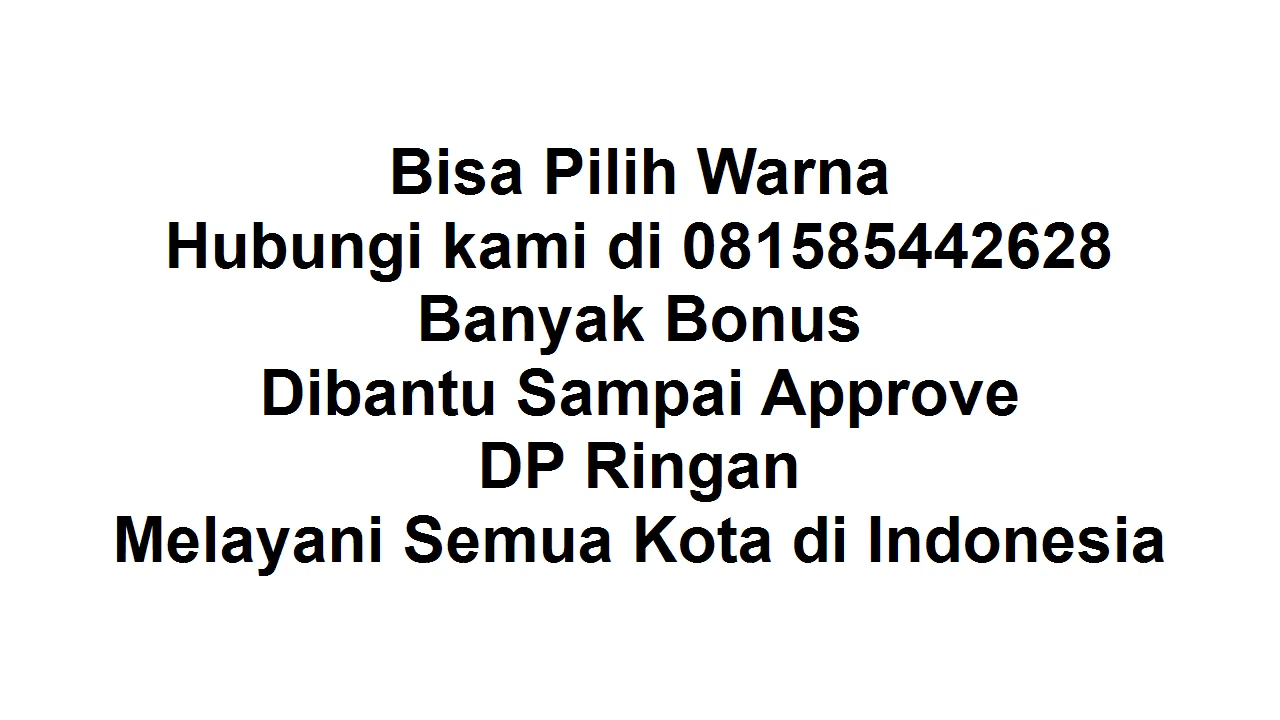 Bisa Pilih Warna
Hubungi kami di 081585442628
Banyak Bonus
Dibantu Sampai Approve
DP Ringan
Melayani Semua Kota di Indonesia